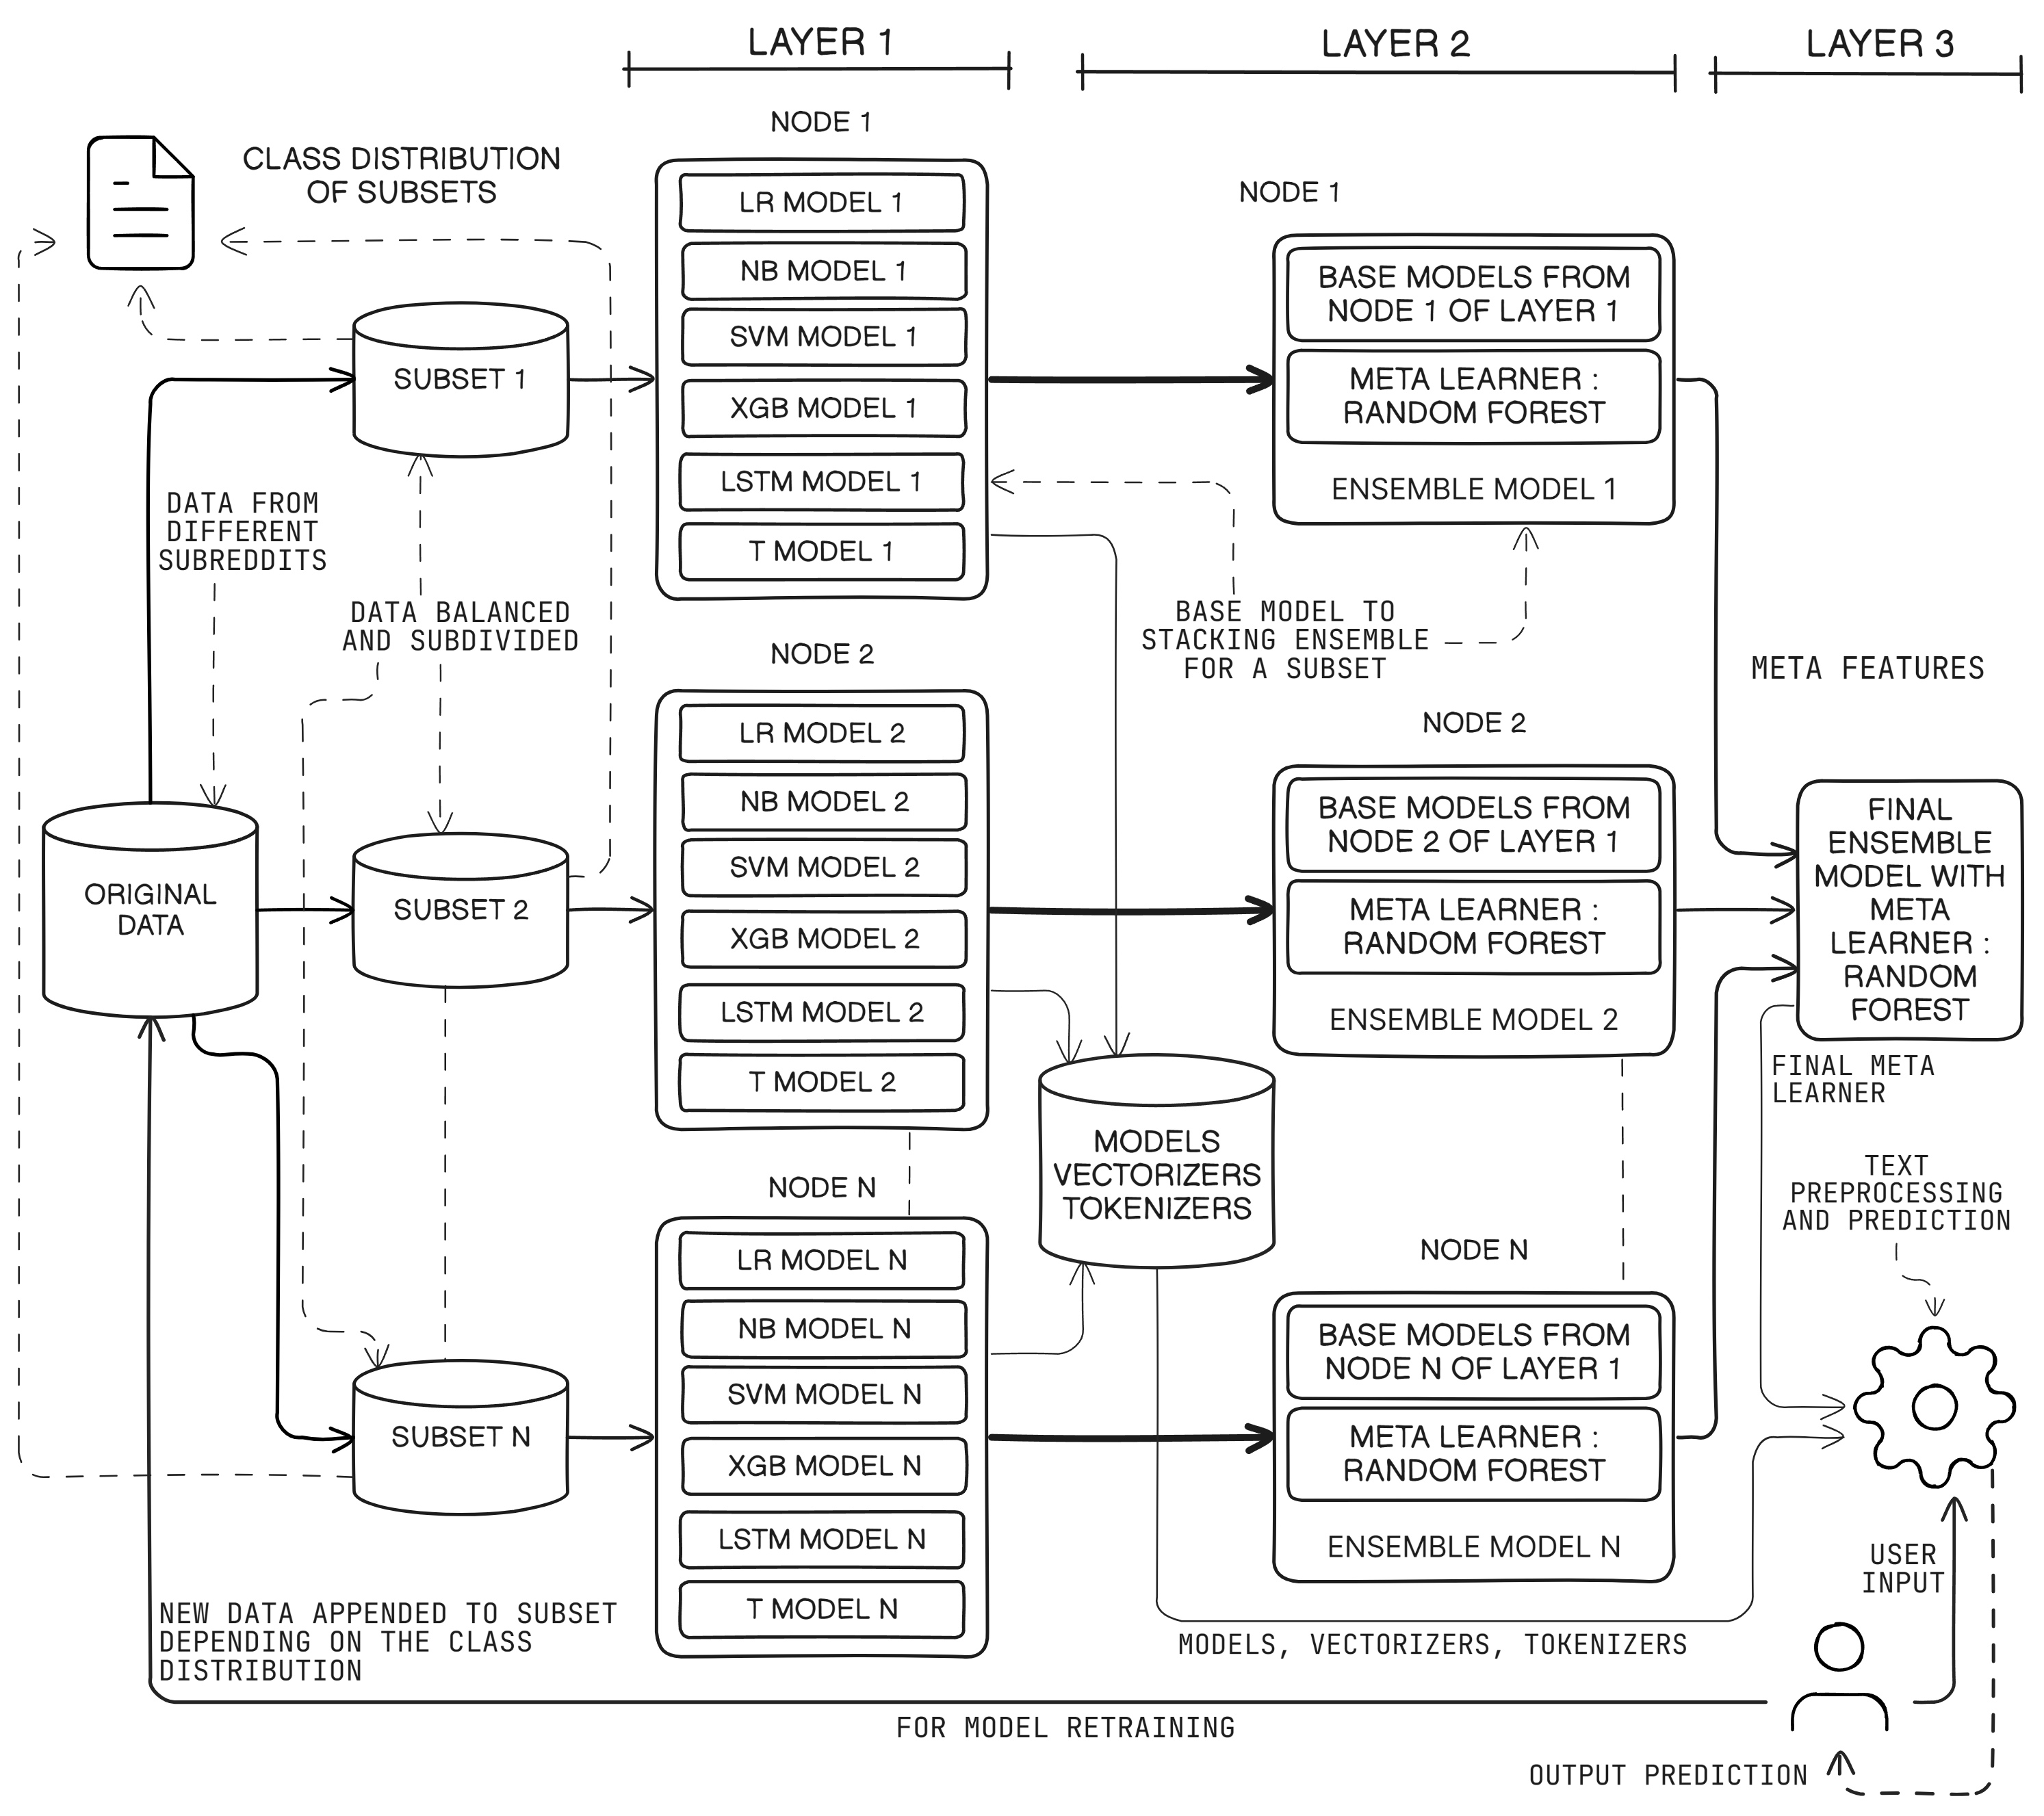 LAYER 1
LAYER 2
LAYER 3
CLASS DISTRIBUTION
OF SUBSETS
SUBSET 1
DATA FROM
DIFFERENT
SUBREDDITS
DATA BALANCED
AND SUBDIVIDED
ORIGINAL
DATA
SUBSET 2
SUBSET N
NEW DATA APPENDED TO SUBSET
DEPENDING ON THE CLASS
DISTRIBUTION
NODE 1
LR MODEL 1
NB MODEL 1
SVM MODEL 1
XGB MODEL 1
LSTM MODEL 1
T MODEL 1
NODE 2
LR MODEL 2
NB MODEL 2
SVM MODEL 2
XGB MODEL 2
LSTM MODEL 2
T MODEL 2
NODE N
LR MODEL N
NB MODEL N
SVM MODEL N
XGB MODEL N
LSTM MODEL N
T MODEL N
MODELS
VECTORIZERS
TOKENIZERS
NODE 1
BASE MODELS FROM
NODE 1 OF LAYER 1
META LEARNER :
RANDOM FOREST
ENSEMBLE MODEL 1
BASE MODEL TO
STACKING ENSEMBLE
FOR A SUBSET
NODE 2
BASE MODELS FROM
NODE 2 OF LAYER 1
META LEARNER :
RANDOM FOREST
ENSEMBLE MODEL 2
NODE N
BASE MODELS FROM
NODE N OF LAYER 1
META LEARNER :
RANDOM FOREST
ENSEMBLE MODEL N
MODELS, VECTORIZERS, TOKENIZERS
META FEATURES
FINAL
ENSEMBLE
MODEL WITH
META
LEARNER :
RANDOM
FOREST
FINAL META
LEARNER
TEXT
PREPROCESSING
AND PREDICTION
USER
INPUT
FOR MODEL RETRAINING
OUTPUT PREDICTION